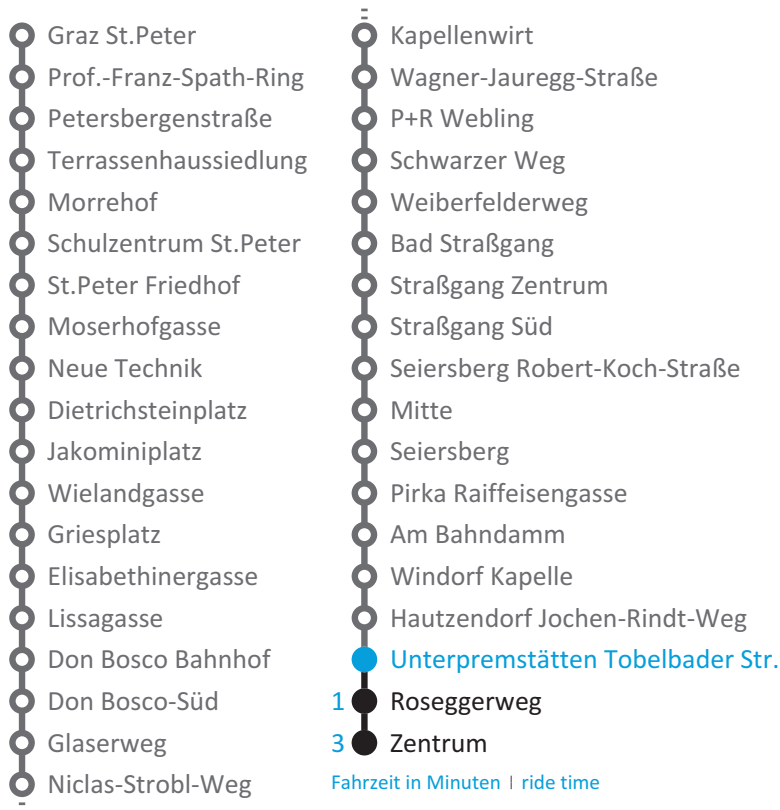 Graz St.Peter
Prof.-Franz-Spath-Ring
Petersbergenstraße
Terrassenhaussiedlung
Morrehof
Schulzentrum St.Peter
St.Peter Friedhof
Moserhofgasse
Neue Technik
Dietrichsteinplatz
Jakominiplatz
Wielandgasse
Griesplatz
Elisabethinergasse
Lissagasse
Don Bosco Bahnhof
Don Bosco-Süd
Glaserweg
Niclas-Strobl-Weg
Kapellenwirt
Wagner-Jauregg-Straße
P+R Webling
Schwarzer Weg
Weiberfelderweg
Bad Straßgang
Straßgang Zentrum
Straßgang Süd
Seiersberg Robert-Koch-Straße
Mitte
Seiersberg
Pirka Raiffeisengasse
Am Bahndamm
Windorf Kapelle
Hautzendorf Jochen-Rindt-Weg
Unterpremstätten Tobelbader Str.
1 Roseggerweg
3 Zentrum
Fahrzeit in Minuten | ride time